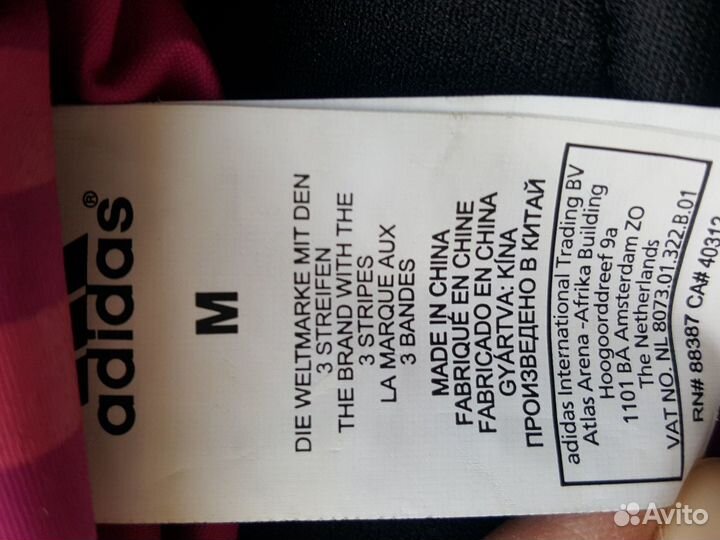 adidas®
M
DIE WELTMARKE MIT DEN
3 STREIFEN
THE BRAND WITH THE
3 STRIPES
LA MARQUE AUX
3 BANDES
MADE IN CHINA
FABRIQUÉ EN CHINE
FABRICADO EN CHINA
GYÁRTVA: KÍNA
ПРОИЗВЕДЕНО В КИТАЙ
adidas International Trading BV
Atlas Arena -Afrika Building
Hoogoorddreef 9a
1101 BA Amsterdam ZO
The Netherlands
VAT NO. NL 8073.01.322.B.01
RN# 88387 CA# 40312
Avito